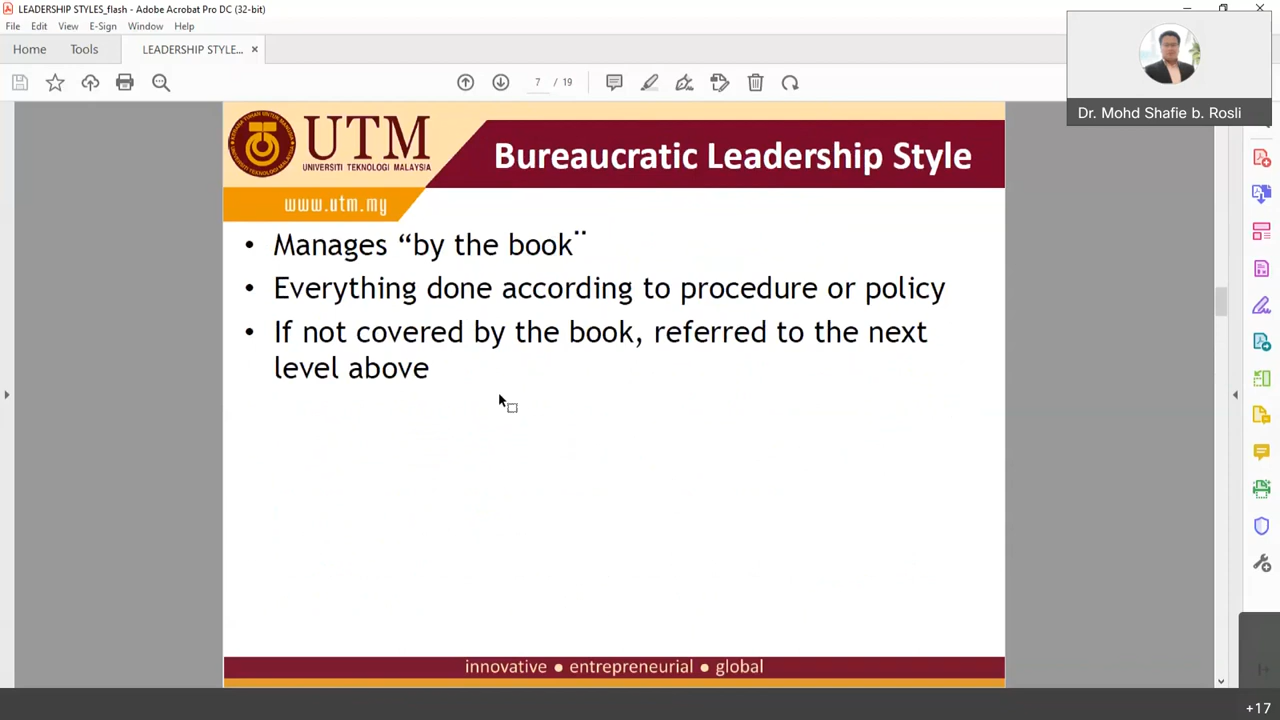 LEADERSHIP STYLES_flash - Adobe Acrobat Pro DC (32-bit)
File Edit View E-Sign Window Help
Home Tools LEADERSHIP STYLE... ×
7 / 19
Dr. Mohd Shafie b. Rosli
UTM
UNIVERSITI TEKNOLOGI MALAYSIA
www.utm.my
Bureaucratic Leadership Style
• Manages “by the book¨
• Everything done according to procedure or policy
• If not covered by the book, referred to the next
level above
innovative ● entrepreneurial ● global
+17